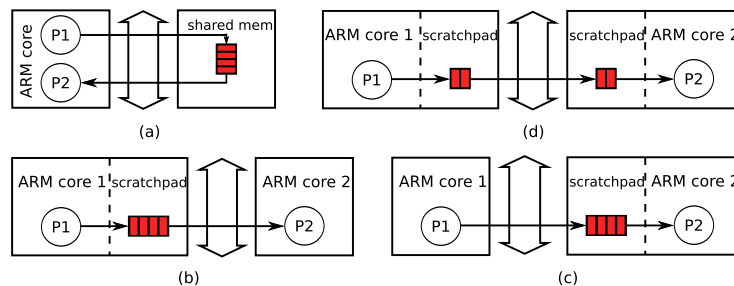 ARM core
P1
P2
shared mem
(a)
ARM core 1
scratchpad
scratchpad
ARM core 2
P1
P2
(d)
ARM core 1
scratchpad
ARM core 2
P1
P2
(b)
ARM core 1
scratchpad
ARM core 2
P1
P2
(c)